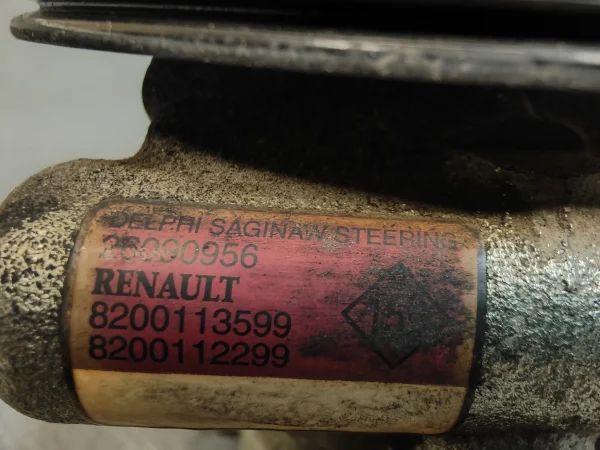 DELPHI SAGINAW STEERING
26090956
RENAULT
8200113599
8200112299